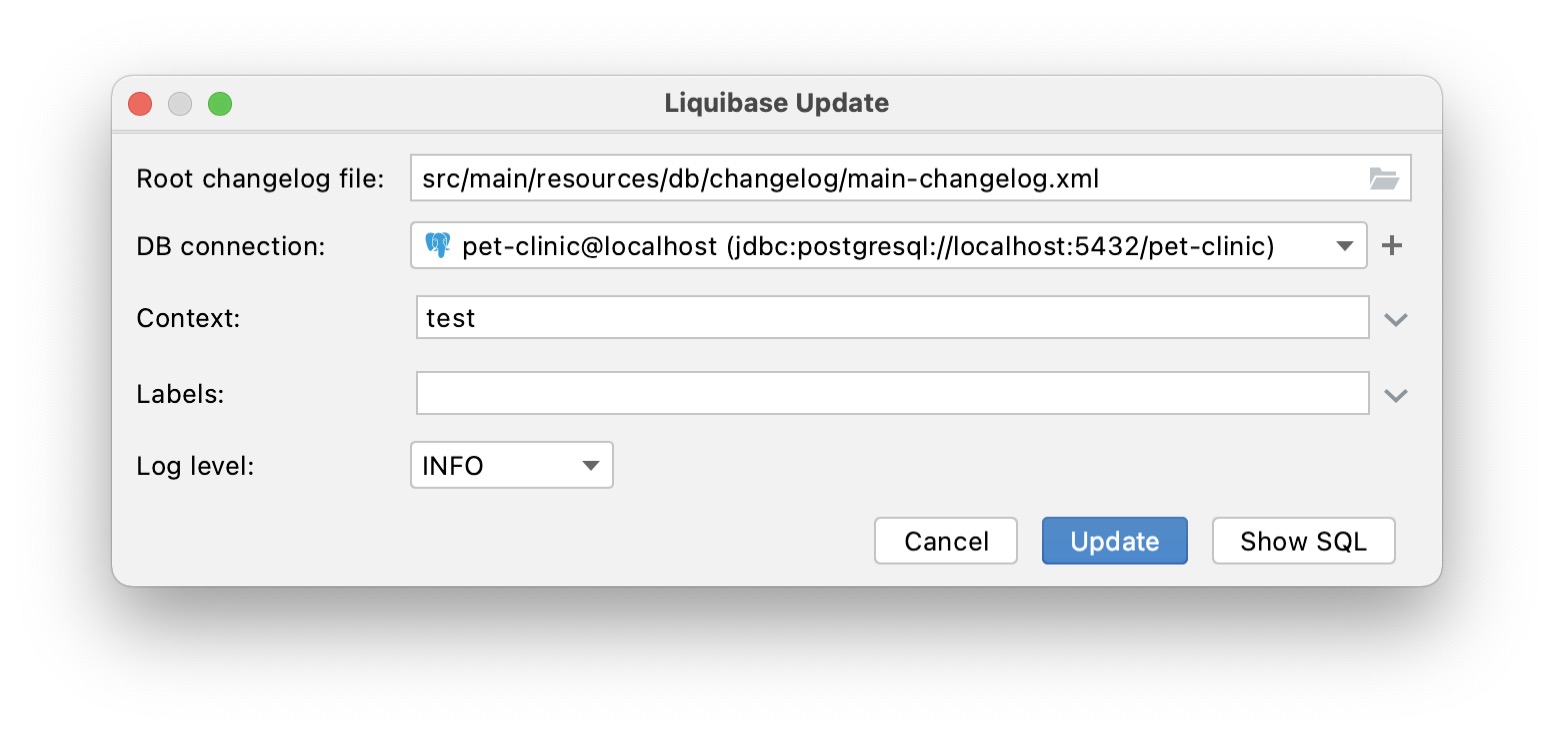 Liquibase Update
Root changelog file: src/main/resources/db/changelog/main-changelog.xml
DB connection: pet-clinic@localhost (jdbc:postgresql://localhost:5432/pet-clinic)
Context: test
Labels:
Log level: INFO
Cancel Update Show SQL